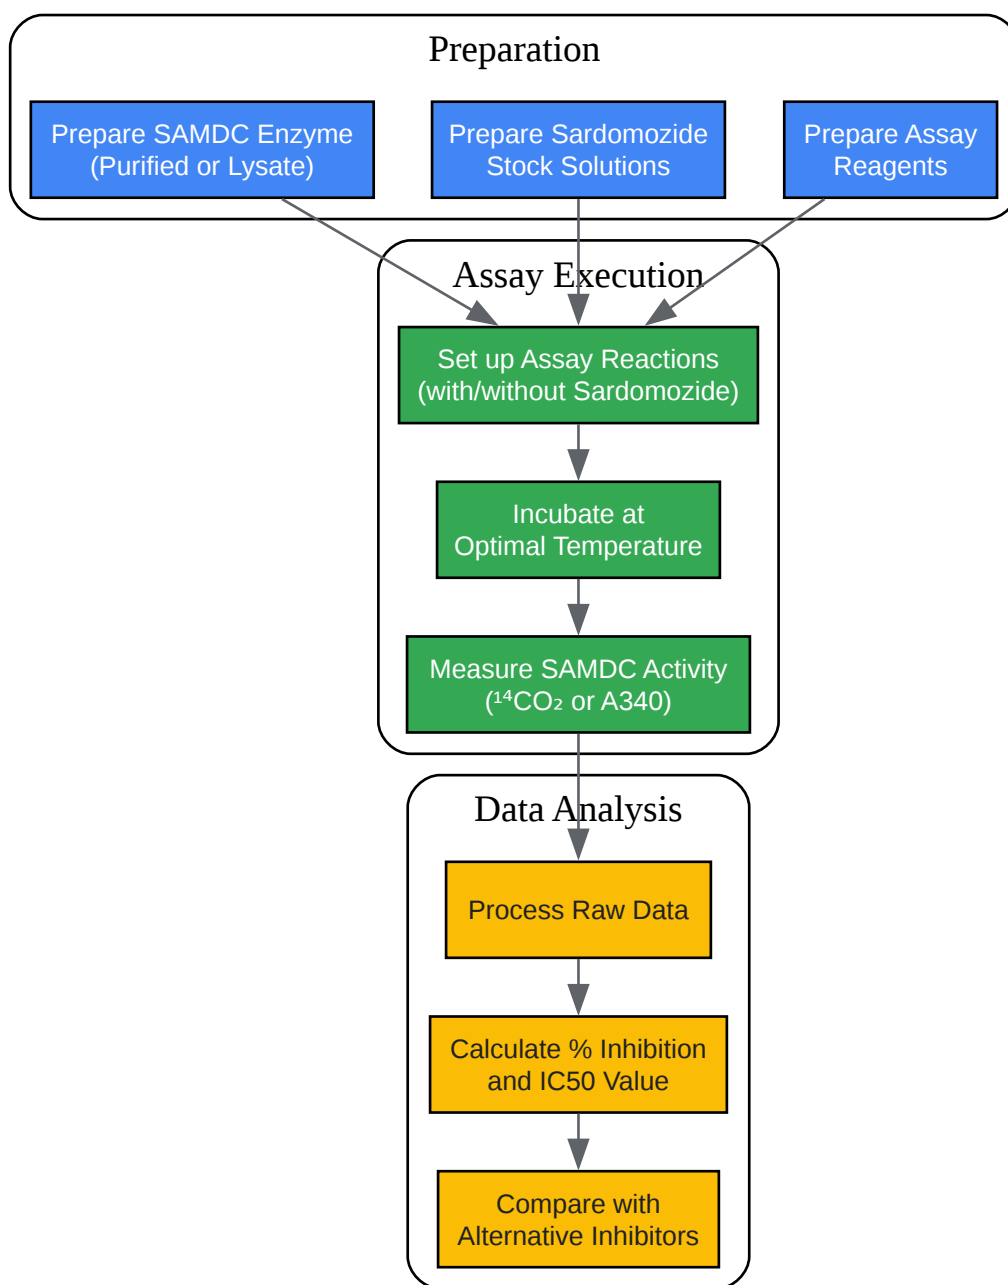 Preparation
Prepare SAMDC Enzyme
(Purified or Lysate)
Prepare Sardomozide
Stock Solutions
Prepare Assay
Reagents
Assay Execution
Set up Assay Reactions
(with/without Sardomozide)
Incubate at
Optimal Temperature
Measure SAMDC Activity
(¹⁴CO₂ or A340)
Data Analysis
Process Raw Data
Calculate % Inhibition
and IC50 Value
Compare with
Alternative Inhibitors